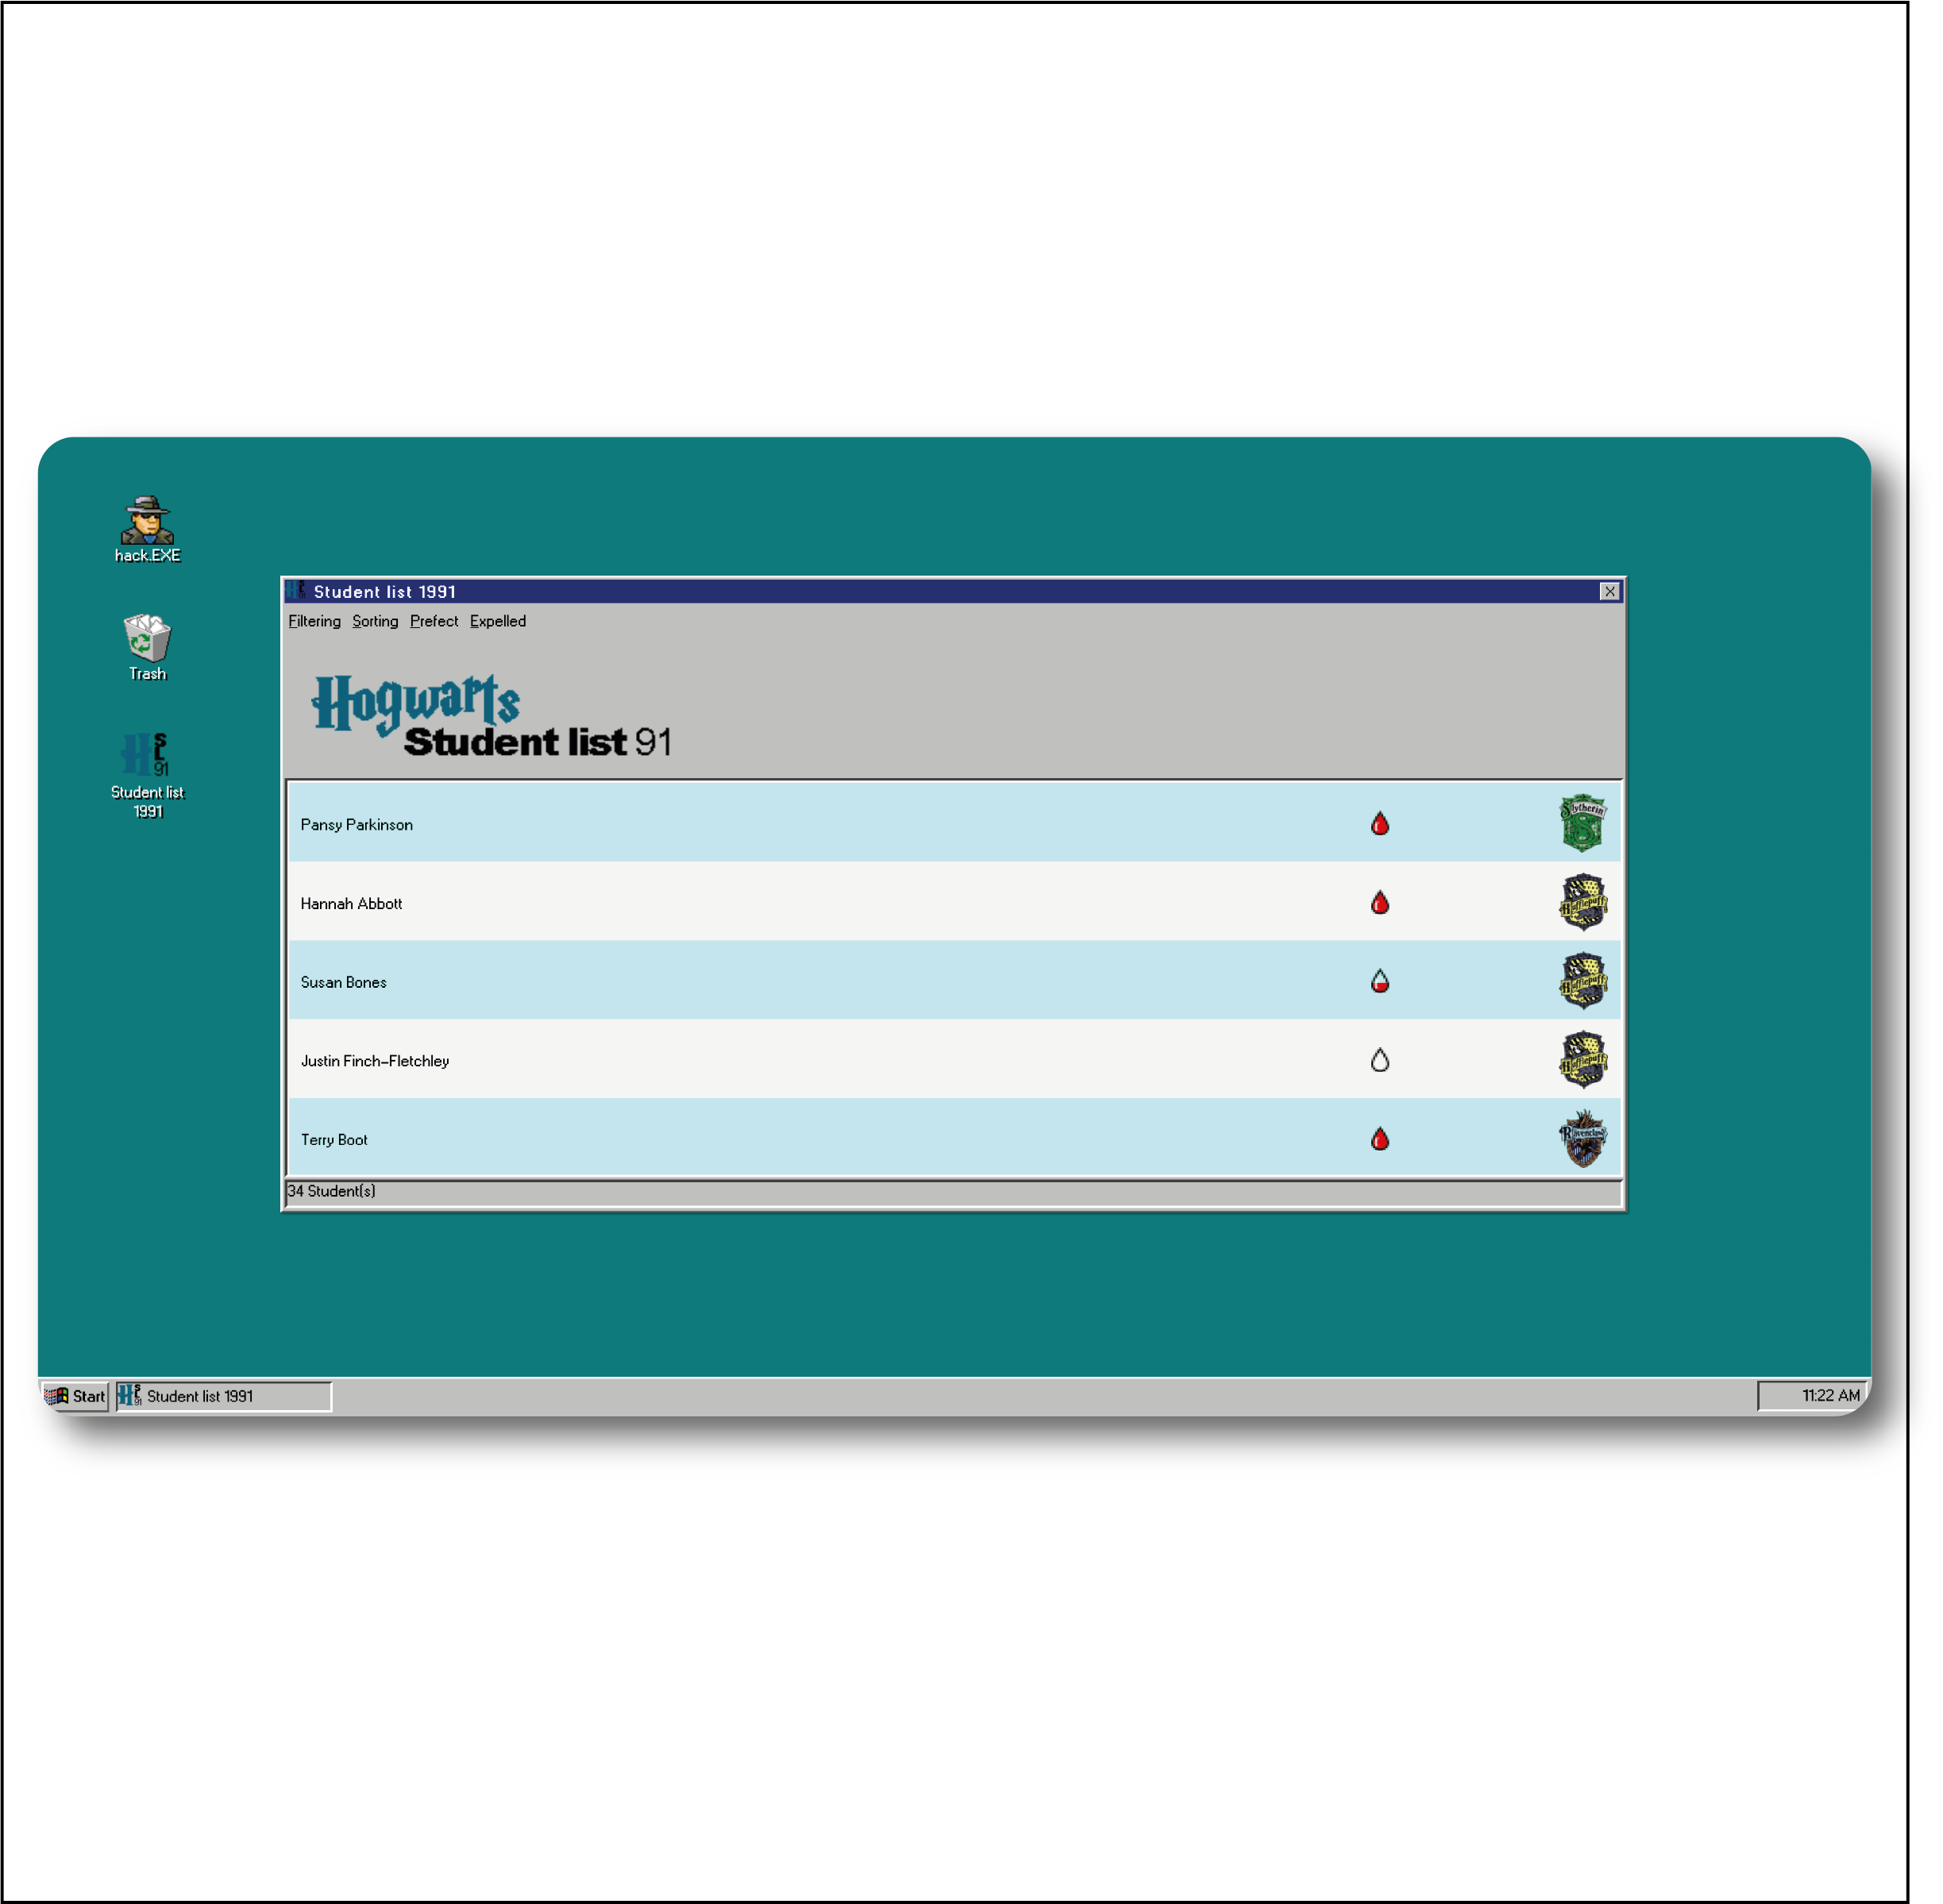 hack.EXE
Trash
SL
91
Student list
1991
Student list 1991
Filtering Sorting Prefect Expelled
Hogwarts
Student list 91
Pansy Parkinson
Slytherin
Hannah Abbott
Hufflepuff
Susan Bones
Hufflepuff
Justin Finch-Fletchley
Hufflepuff
Terry Boot
Ravenclaw
34 Student(s)
Start
Student list 1991
11:22 AM